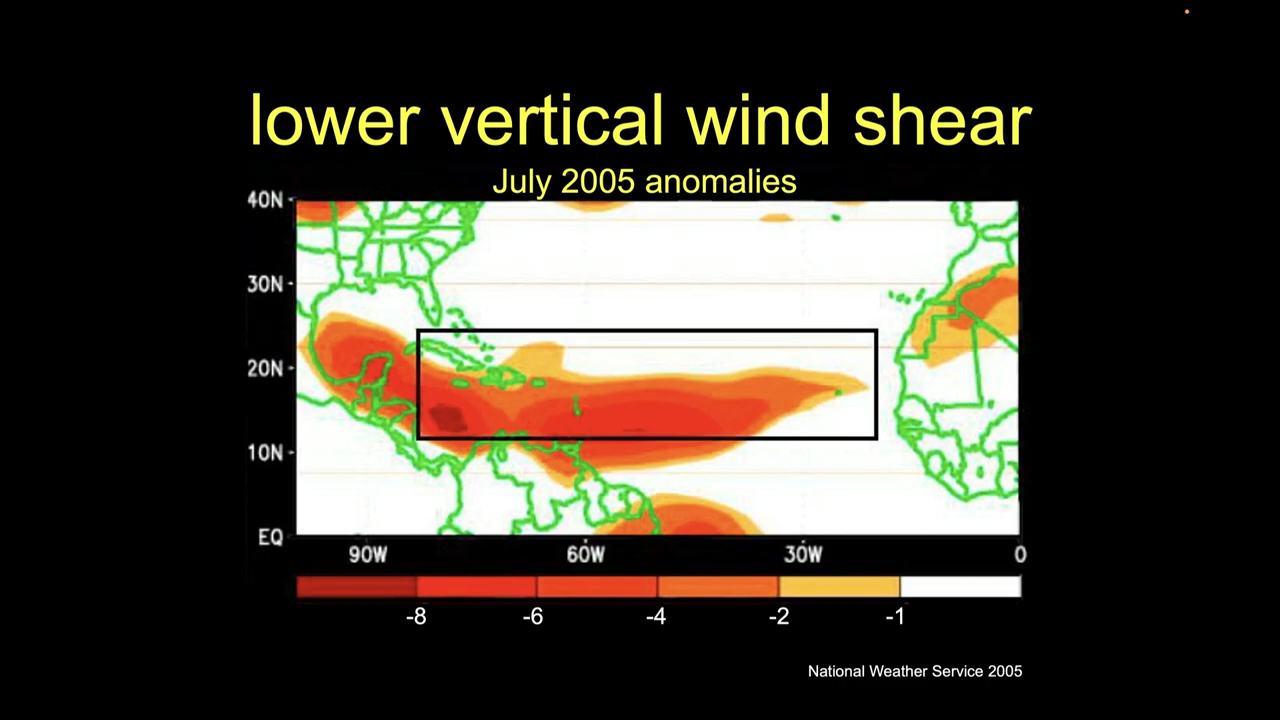 lower vertical wind shear
July 2005 anomalies
40N
30N
20N
10N
EQ
90W 60W 30W 0
-8 -6 -4 -2 -1
National Weather Service 2005